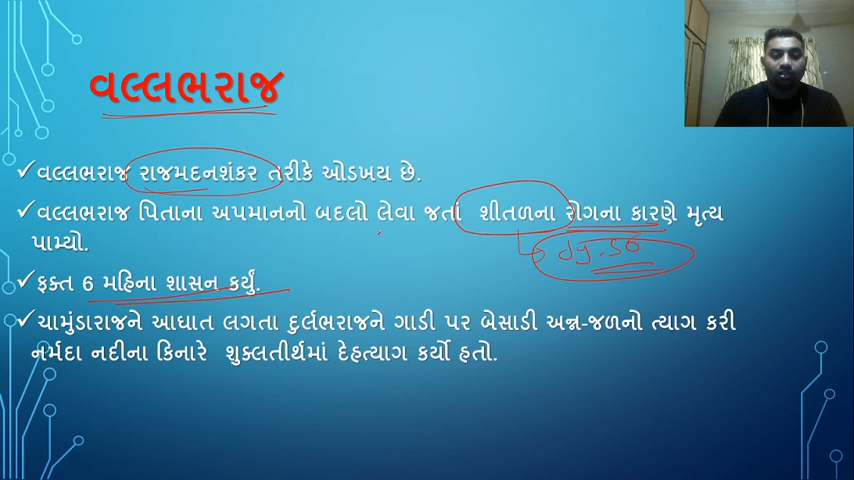 વલ્લભરાજ
✓વલ્લભરાજ રાજમદનશંકર તરીકે ઓડખય છે.
✓વલ્લભરાજ પિતાના અપમાનનો બદલો લેવા જતાં શીતળના રોગના કારણે મૃત્ય
પામ્યો.
✓ફક્ત 6 મહિના શાસન કર્યું.
✓ચામુંડારાજને આઘાત લગતા દુર્લભરાજને ગાડી પર બેસાડી અન્ન-જળનો ત્યાગ કરી
નર્મદા નદીના કિનારે શુક્લતીર્થમાં દેહત્યાગ કર્યો હતો.